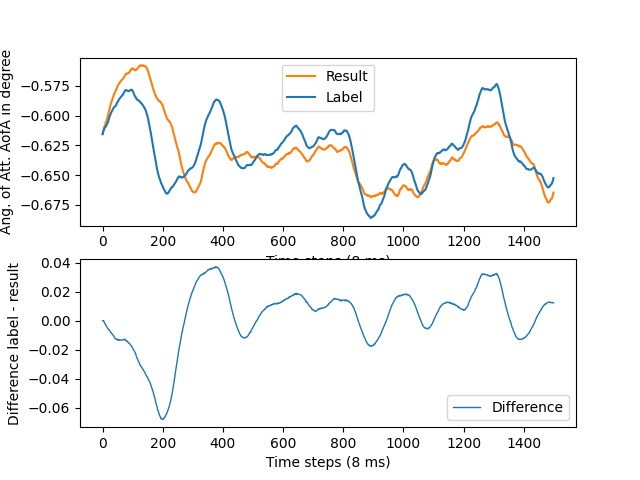 Ang. of Att. AofA in degree
−0.575
−0.600
−0.625
−0.650
−0.675
Result
Label
0 200 400 600 800 1000 1200 1400
Time steps (8 ms)
Difference label - result
0.04
0.02
0.00
−0.02
−0.04
−0.06
Difference
0 200 400 600 800 1000 1200 1400
Time steps (8 ms)